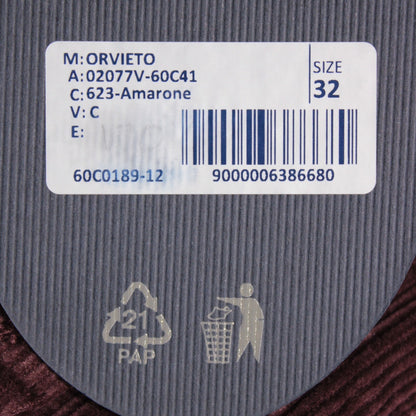 M: ORVIETO
A: 02077V-60C41
C: 623-Amarone
V: C
E:
SIZE
32
60C0189-12
9000006386680
21
PAP